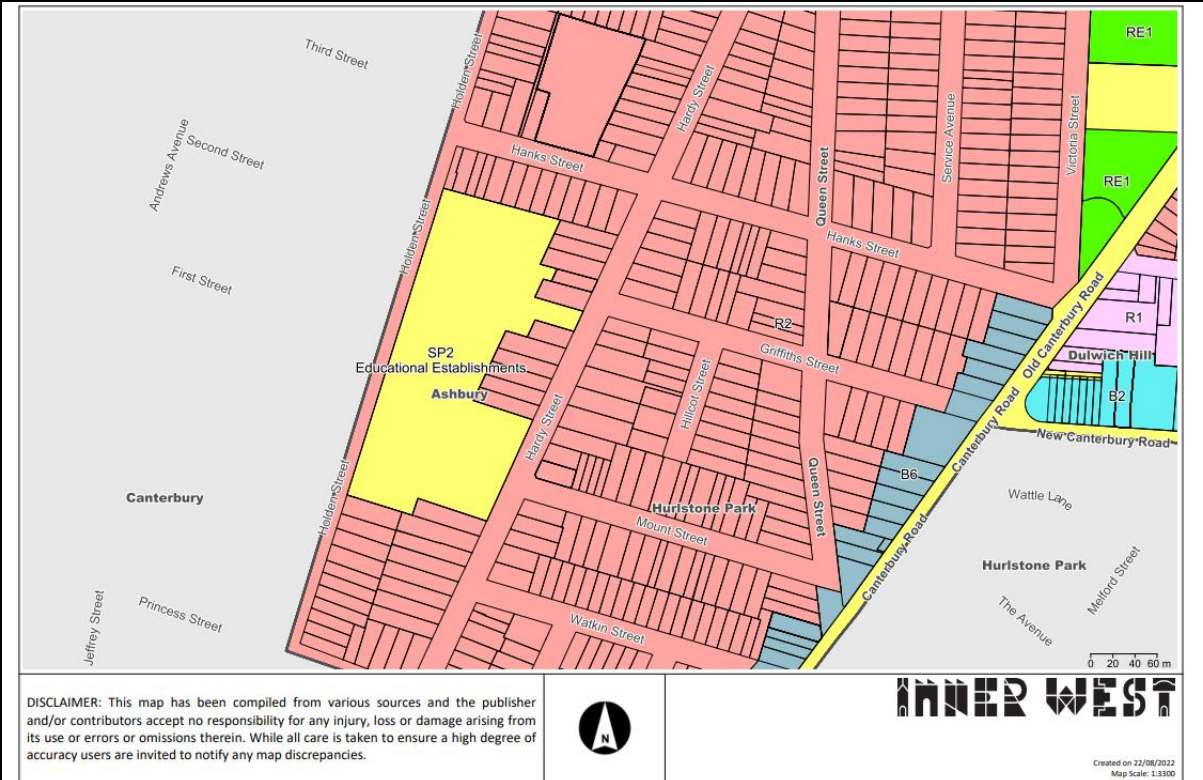 Third Street
Holden Street
Hardy Street
RE1
Service Avenue
Victoria Street
Andrews Avenue
Second Street
Hanks Street
Queen Street
RE1
Holden Street
Hanks Street
First Street
Old Canterbury Road
R1
R2
Griffiths Street
Dulwich Hill
SP2
Educational Establishments
Ashbury
Hillcot Street
B2
Canterbury Road
Hardy Street
New Canterbury Road
B6
Queen Street
Holden Street
Canterbury
Wattle Lane
Hurlstone Park
Mount Street
Canterbury Road
Hurlstone Park
Melford Street
Jeffrey Street
Princess Street
The Avenue
Watkin Street
0 20 40 60 m
DISCLAIMER: This map has been compiled from various sources and the publisher
and/or contributors accept no responsibility for any injury, loss or damage arising from
its use or errors or omissions therein. While all care is taken to ensure a high degree of
accuracy users are invited to notify any map discrepancies.
N
INNER WEST
Created on 22/08/2022
Map Scale: 1:3300